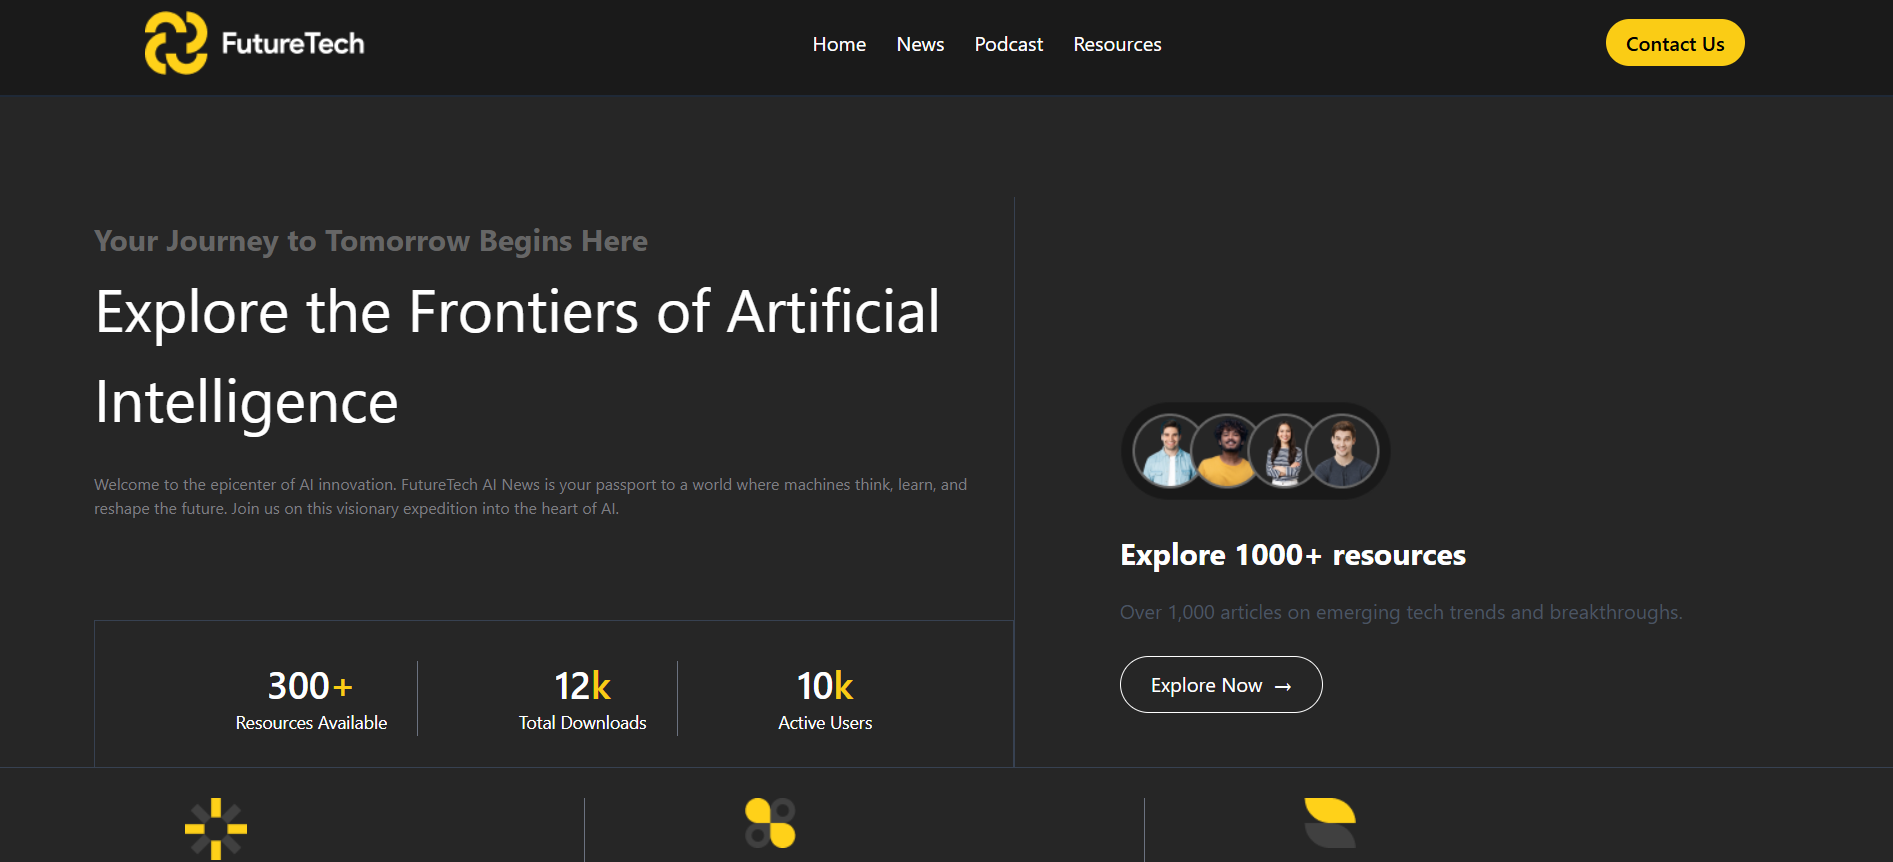 FutureTech
Home
News
Podcast
Resources
Contact Us
Your Journey to Tomorrow Begins Here
Explore the Frontiers of Artificial
Intelligence
Welcome to the epicenter of AI innovation. FutureTech AI News is your passport to a world where machines think, learn, and
reshape the future. Join us on this visionary expedition into the heart of AI.
300+
Resources Available
12k
Total Downloads
10k
Active Users
Explore 1000+ resources
Over 1,000 articles on emerging tech trends and breakthroughs.
Explore Now →